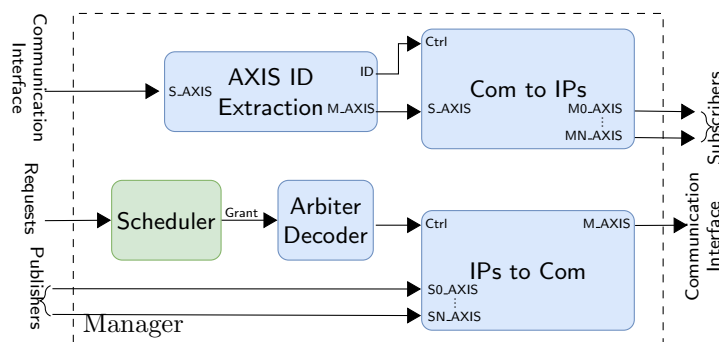 Communication
Interface
S_AXIS
AXIS ID
Extraction
ID
M_AXIS
Ctrl
S_AXIS
Com to IPs
M0_AXIS
MN_AXIS
Subscribers
Requests
Scheduler
Grant
Arbiter
Decoder
Ctrl
M_AXIS
IPs to Com
S0_AXIS
SN_AXIS
Communication
Interface
Publishers
Manager